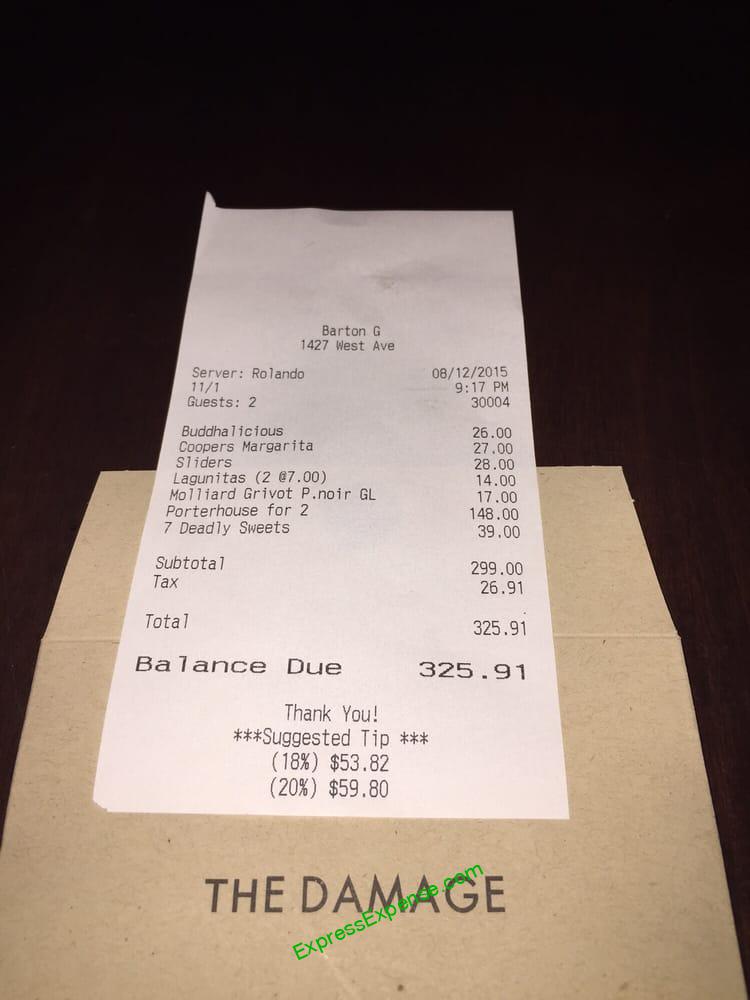 Barton G
1427 West Ave
Server: Rolando 08/12/2015
11/1 9:17 PM
Guests: 2 30004
Buddhalicious 26.00
Coopers Margarita 27.00
Sliders 28.00
Lagunitas (2 @7.00) 14.00
Molliard Grivot P.noir GL 17.00
Porterhouse for 2 148.00
7 Deadly Sweets 39.00
Subtotal 299.00
Tax 26.91
Total 325.91
Balance Due 325.91
Thank You!
***Suggested Tip ***
(18%) $53.82
(20%) $59.80
THE DAMAGE
ExpressExpense.com